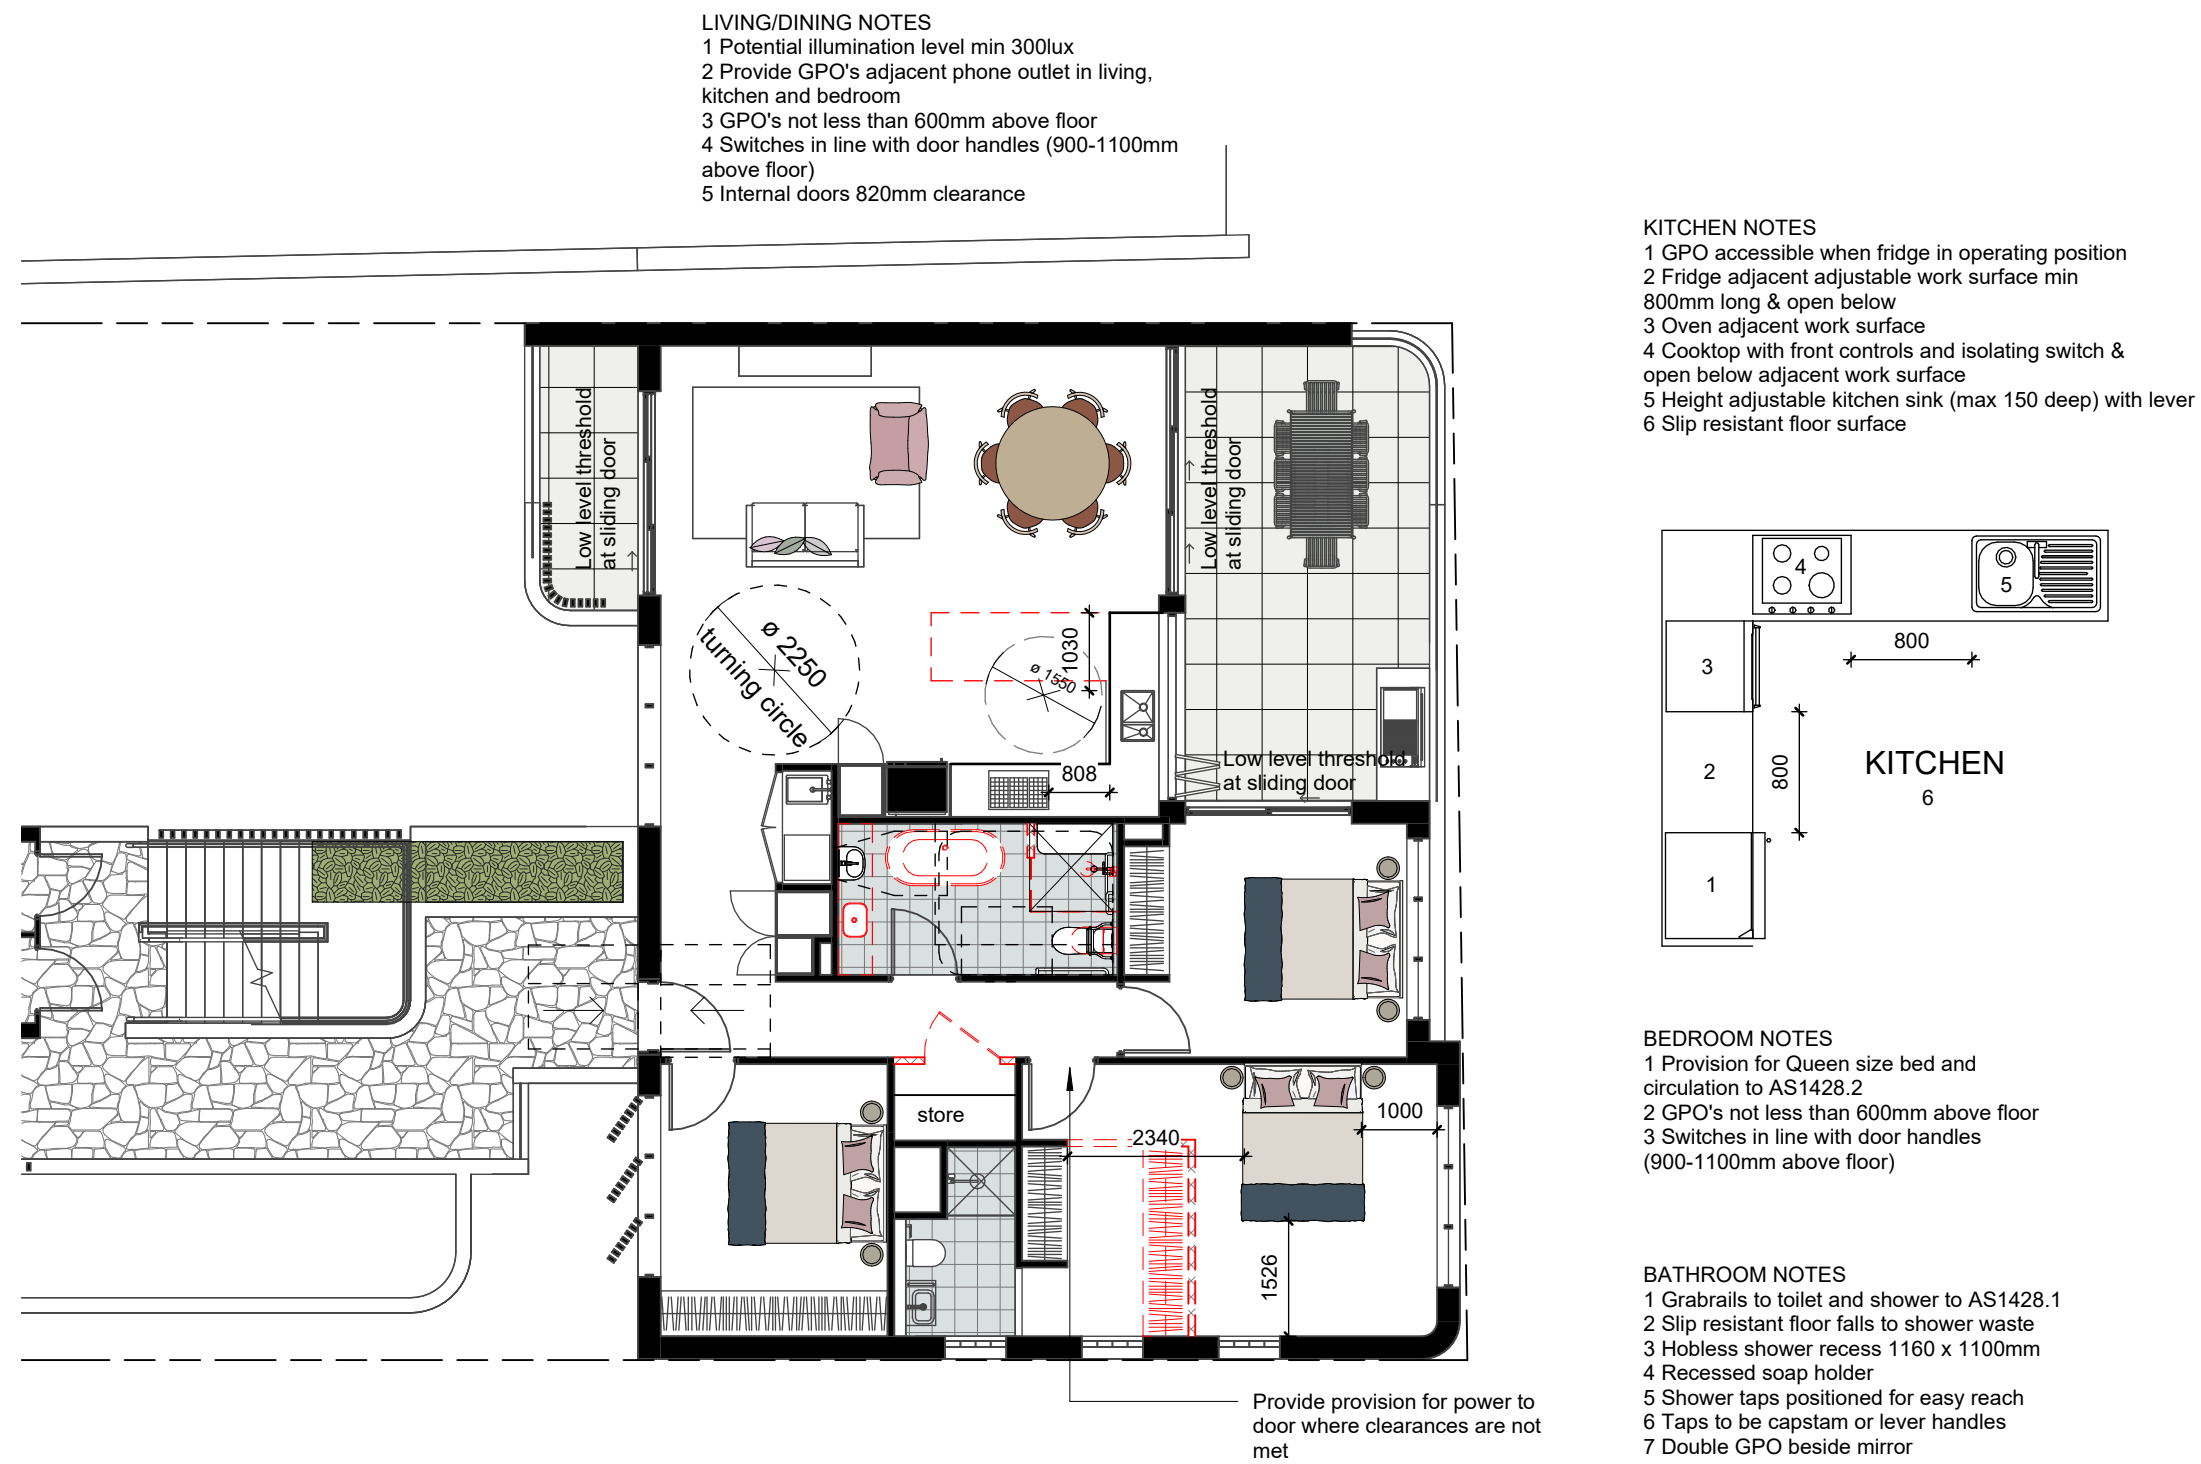 LIVING/DINING NOTES
1 Potential illumination level min 300lux
2 Provide GPO's adjacent phone outlet in living,
kitchen and bedroom
3 GPO's not less than 600mm above floor
4 Switches in line with door handles (900-1100mm
above floor)
5 Internal doors 820mm clearance
KITCHEN NOTES
1 GPO accessible when fridge in operating position
2 Fridge adjacent adjustable work surface min
800mm long & open below
3 Oven adjacent work surface
4 Cooktop with front controls and isolating switch &
open below adjacent work surface
5 Height adjustable kitchen sink (max 150 deep) with lever
6 Slip resistant floor surface
Low level threshold
at sliding door
Low level threshold
at sliding door
ø 2250
turning circle
1030
ø 1550
808
Low level threshold
at sliding door
4
5
800
3
2
800
KITCHEN
6
1
store
2340
1000
1526
BEDROOM NOTES
1 Provision for Queen size bed and
circulation to AS1428.2
2 GPO's not less than 600mm above floor
3 Switches in line with door handles
(900-1100mm above floor)
BATHROOM NOTES
1 Grabrails to toilet and shower to AS1428.1
2 Slip resistant floor falls to shower waste
3 Hobless shower recess 1160 x 1100mm
4 Recessed soap holder
5 Shower taps positioned for easy reach
6 Taps to be capstam or lever handles
7 Double GPO beside mirror
Provide provision for power to
door where clearances are not
met